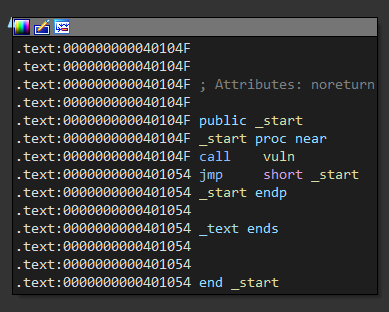 .text:000000000040104F
.text:000000000040104F
.text:000000000040104F ; Attributes: noreturn
.text:000000000040104F
.text:000000000040104F public _start
.text:000000000040104F _start proc near
.text:000000000040104F call    vuln
.text:0000000000401054 jmp     short _start
.text:0000000000401054 _start endp
.text:0000000000401054
.text:0000000000401054 _text ends
.text:0000000000401054
.text:0000000000401054
.text:0000000000401054 end _start